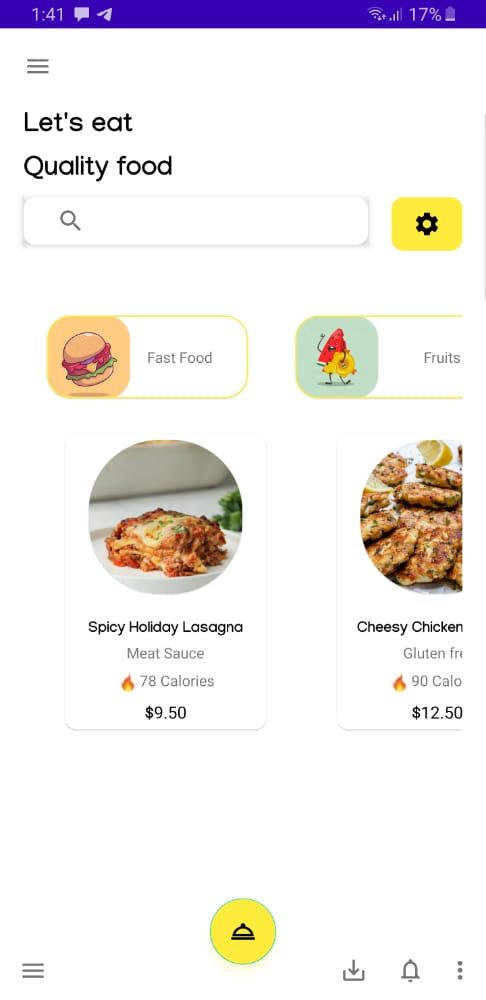 1:41
17%
Let's eat
Quality food
Fast Food
Fruits
Spicy Holiday Lasagna
Meat Sauce
🔥 78 Calories
$9.50
Cheesy Chicken
Gluten fre
🔥 90 Calo
$12.50